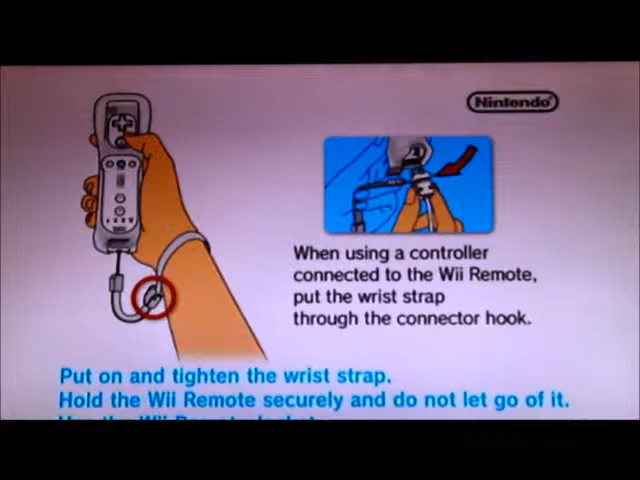 Nintendo
When using a controller
connected to the Wii Remote,
put the wrist strap
through the connector hook.
Put on and tighten the wrist strap.
Hold the Wii Remote securely and do not let go of it.